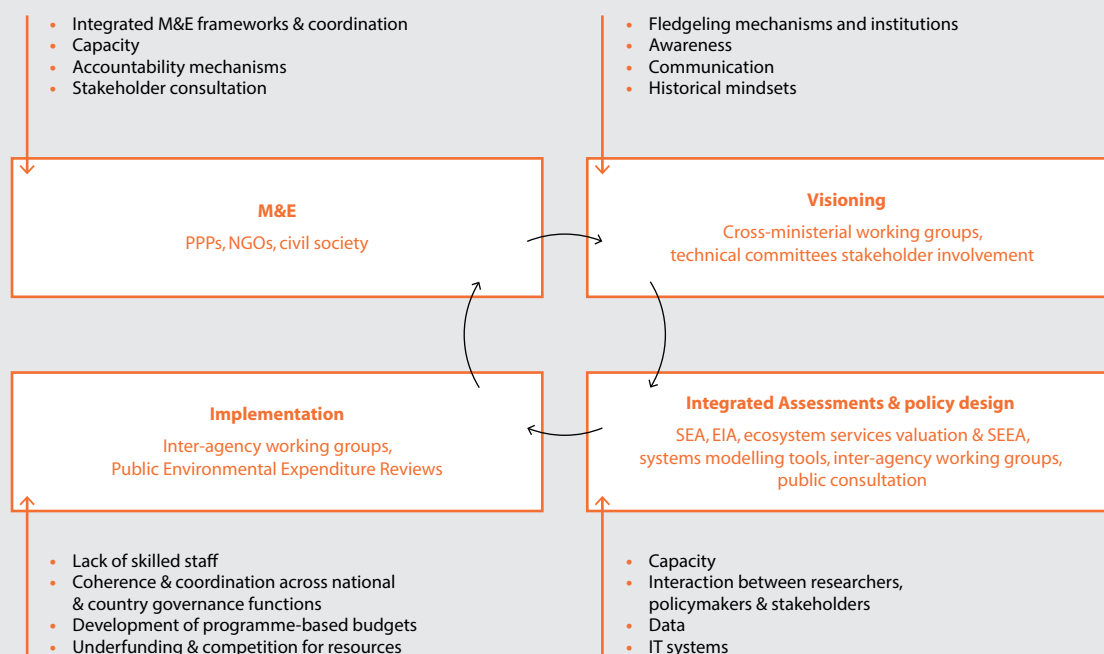 • Integrated M&E frameworks & coordination
• Capacity
• Accountability mechanisms
• Stakeholder consultation
• Fledgeling mechanisms and institutions
• Awareness
• Communication
• Historical mindsets
M&E
PPPs, NGOs, civil society
Visioning
Cross-ministerial working groups,
technical committees stakeholder involvement
Implementation
Inter-agency working groups,
Public Environmental Expenditure Reviews
Integrated Assessments & policy design
SEA, EIA, ecosystem services valuation & SEEA,
systems modelling tools, inter-agency working groups,
public consultation
• Lack of skilled staff
• Coherence & coordination across national
& country governance functions
• Development of programme-based budgets
• Underfunding & competition for resources
• Capacity
• Interaction between researchers,
policymakers & stakeholders
• Data
• IT systems